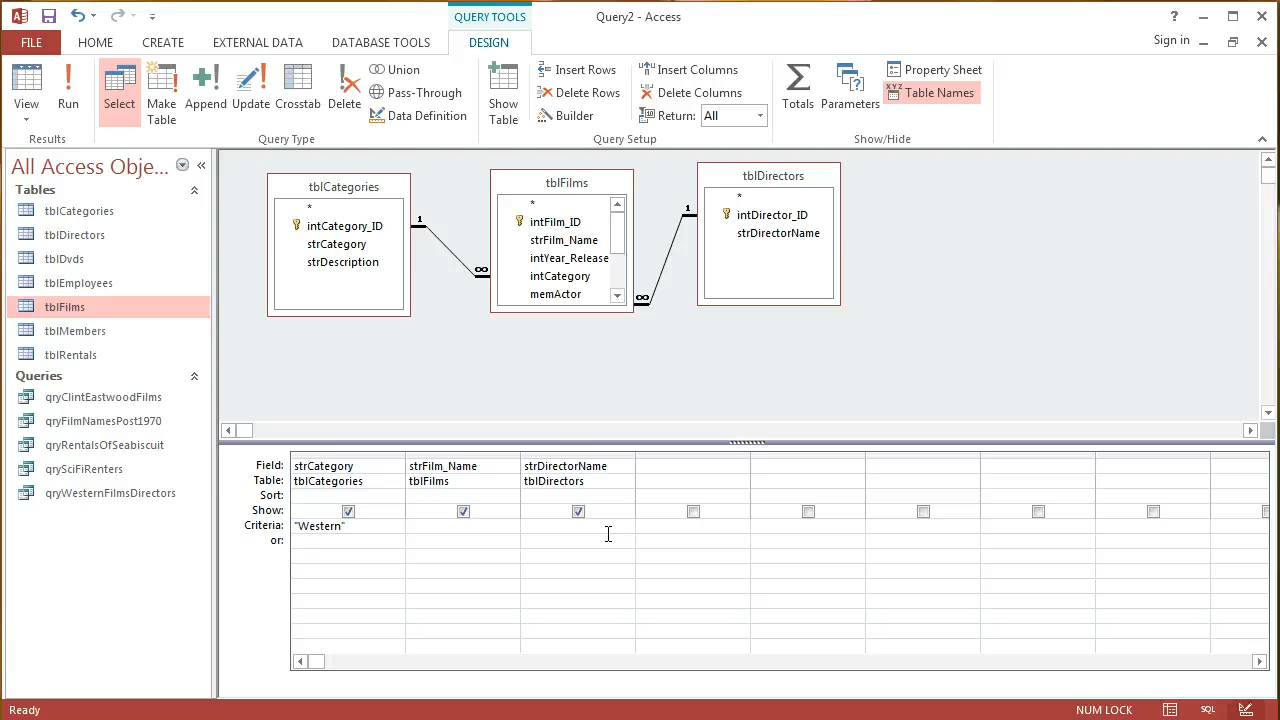 QUERY TOOLS
Query2 - Access
?
FILE
HOME
CREATE
EXTERNAL DATA
DATABASE TOOLS
DESIGN
Sign in
View
Run
Results
Select
Make Table
Append
Update
Crosstab
Delete
Union
Pass-Through
Data Definition
Query Type
Show Table
Insert Rows
Delete Rows
Builder
Insert Columns
Delete Columns
Return: All
Query Setup
Totals
Parameters
Property Sheet
Table Names
Show/Hide
All Access Obje...
Tables
tblCategories
tblDirectors
tblDvds
tblEmployees
tblFilms
tblMembers
tblRentals
Queries
qryClintEastwoodFilms
qryFilmNamesPost1970
qryRentalsOfSeabiscuit
qrySciFiRenters
qryWesternFilmsDirectors
tblCategories
*
intCategory_ID
strCategory
strDescription
1
∞
tblFilms
*
intFilm_ID
strFilm_Name
intYear_Release
intCategory
memActor
1
∞
tblDirectors
*
intDirector_ID
strDirectorName
Field: strCategory strFilm_Name strDirectorName
Table: tblCategories tblFilms tblDirectors
Sort:
Show:
Criteria: "Western"
or:
Ready
NUM LOCK
SQL